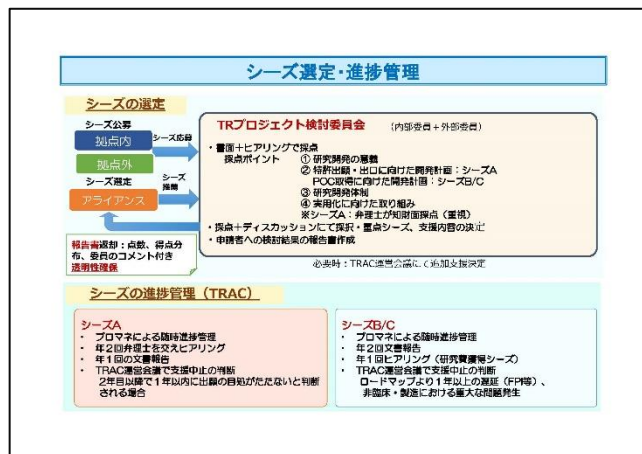 シーズ選定・進捗管理
シーズの選定
シーズ公募
拠点内
拠点外
シーズ選定
アライアンス
シーズ応募
シーズ
推薦
報告書返却：点数、得点分
布、委員のコメント付き
透明性確保
TRプロジェクト検討委員会　（内部委員＋外部委員）
・書面＋ヒアリングで採点
採点ポイント　① 研究開発の意義
② 特許出願・出口に向けた開発計画：シーズA
POC取得に向けた開発計画：シーズB/C
③ 研究開発体制
④ 実用化に向けた取り組み
※シーズA：弁理士が知財面採点（重視）
・採点＋ディスカッションにて採択・重点シーズ、支援内容の決定
・申請者への検討結果の報告書作成
必要時：TRAC運営会議にて追加支援決定
シーズの進捗管理（TRAC）
シーズA
・ プロマネによる随時進捗管理
・ 年2回弁理士を交えヒアリング
・ 年1回の文書報告
・ TRAC運営会議で支援中止の判断
2年目以降で1年以内に出願の目処がたたないと判断
される場合
シーズB/C
・ プロマネによる随時進捗管理
・ 年2回文書報告
・ 年1回ヒアリング（研究費獲得シーズ）
・ TRAC運営会議で支援中止の判断
ロードマップより1年以上の遅延（FPI等）、
非臨床・製造における重大な問題発生